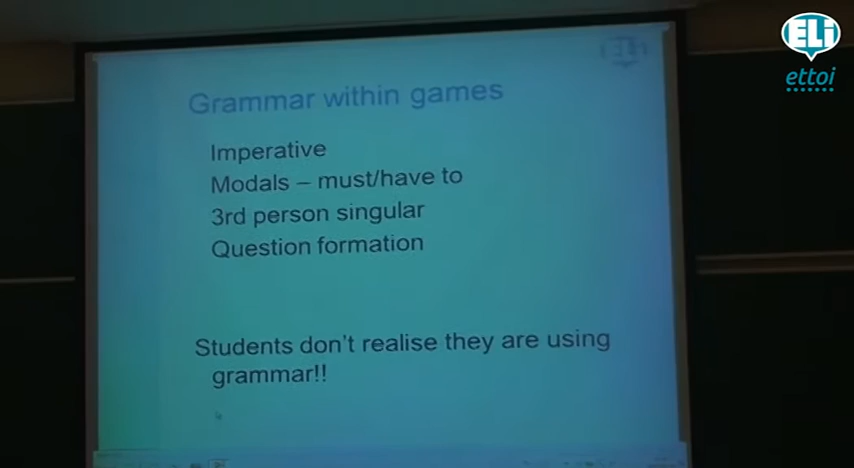 ELi
ettoi
ELi
Grammar within games
Imperative
Modals – must/have to
3rd person singular
Question formation
Students don't realise they are using
grammar!!